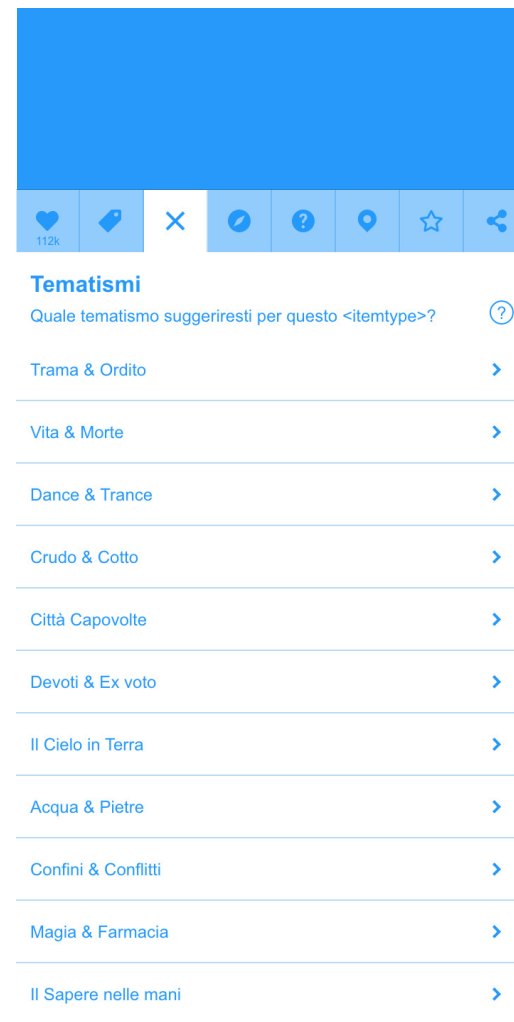 112k
Tematismi
Quale tematismo suggeriresti per questo <itemtype>?
Trama & Ordito
Vita & Morte
Dance & Trance
Crudo & Cotto
Città Capovolte
Devoti & Ex voto
Il Cielo in Terra
Acqua & Pietre
Confini & Conflitti
Magia & Farmacia
Il Sapere nelle mani